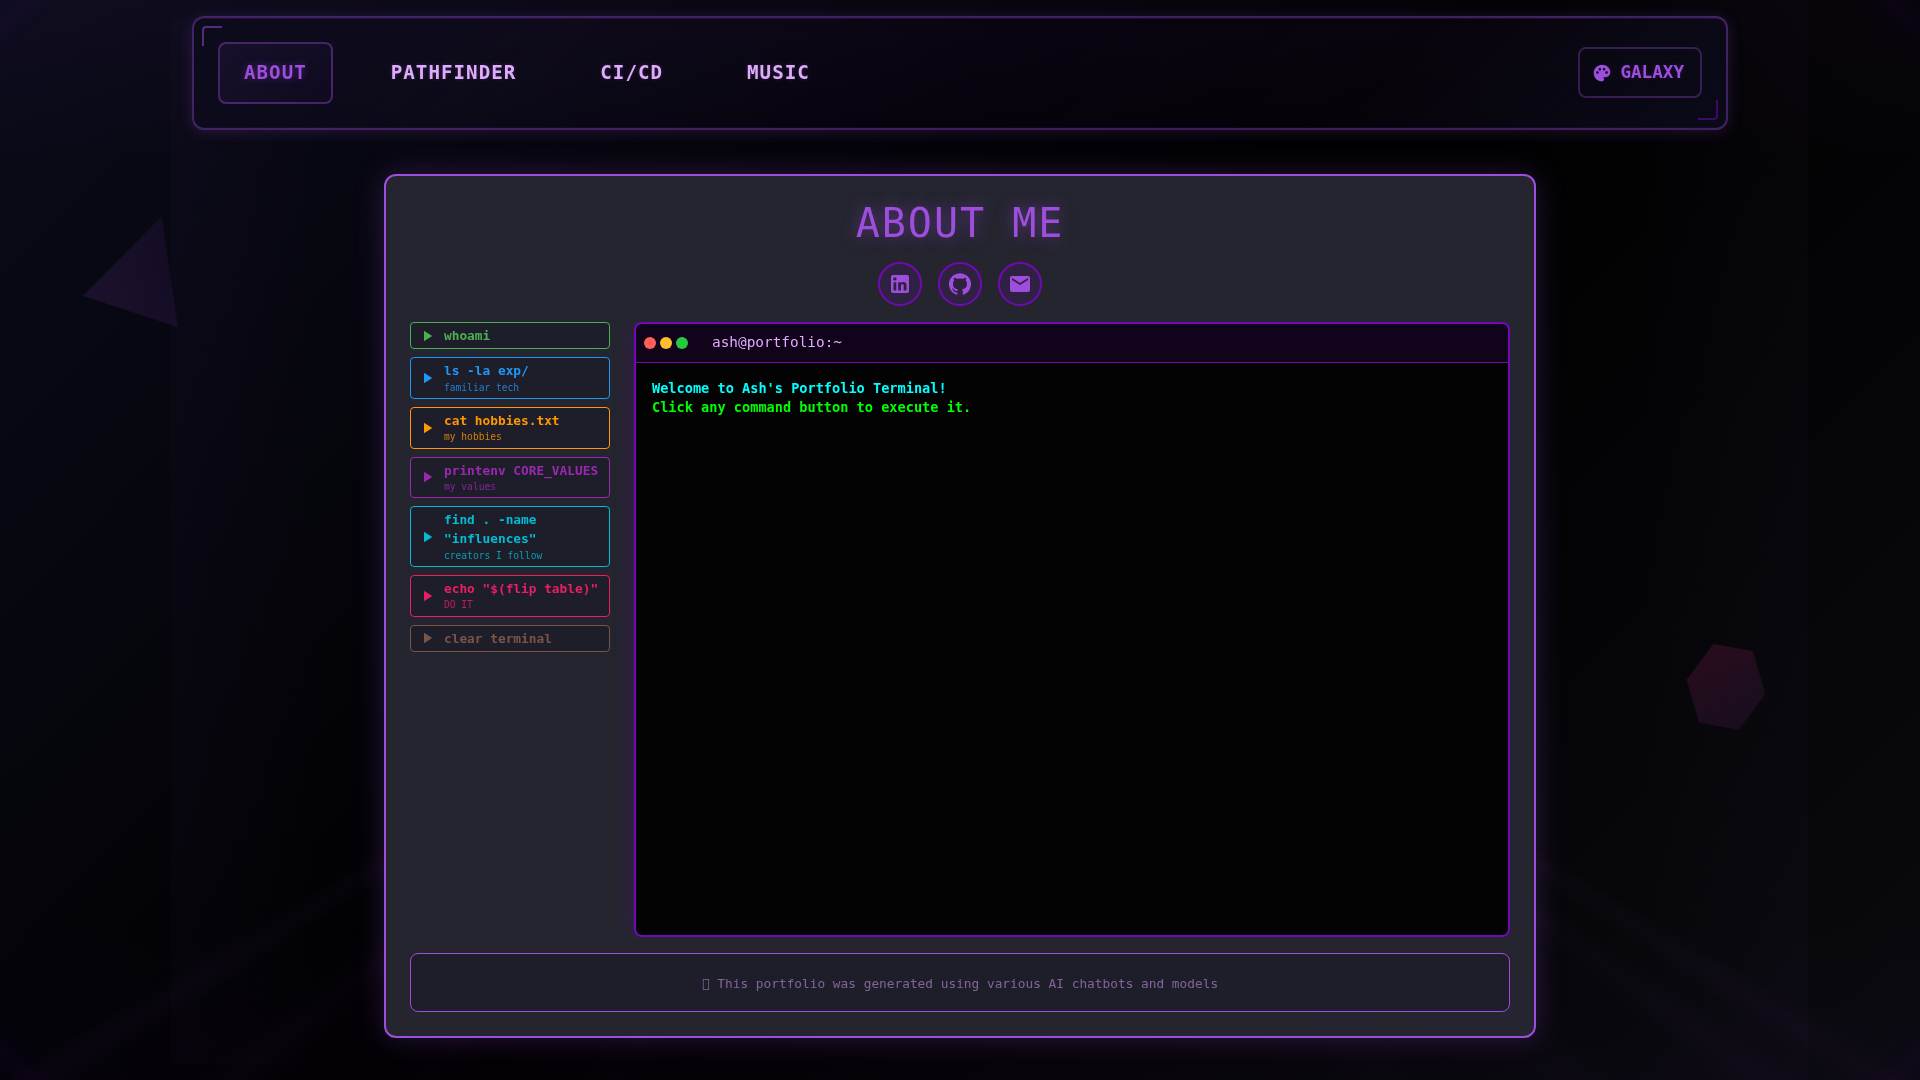 ABOUT
PATHFINDER
CI/CD
MUSIC
GALAXY
ABOUT ME
whoami
ls -la exp/
familiar tech
cat hobbies.txt
my hobbies
printenv CORE_VALUES
my values
find . -name
"influences"
creators I follow
echo "$(flip table)"
DO IT
clear terminal
ash@portfolio:~
Welcome to Ash's Portfolio Terminal!
Click any command button to execute it.
This portfolio was generated using various AI chatbots and models